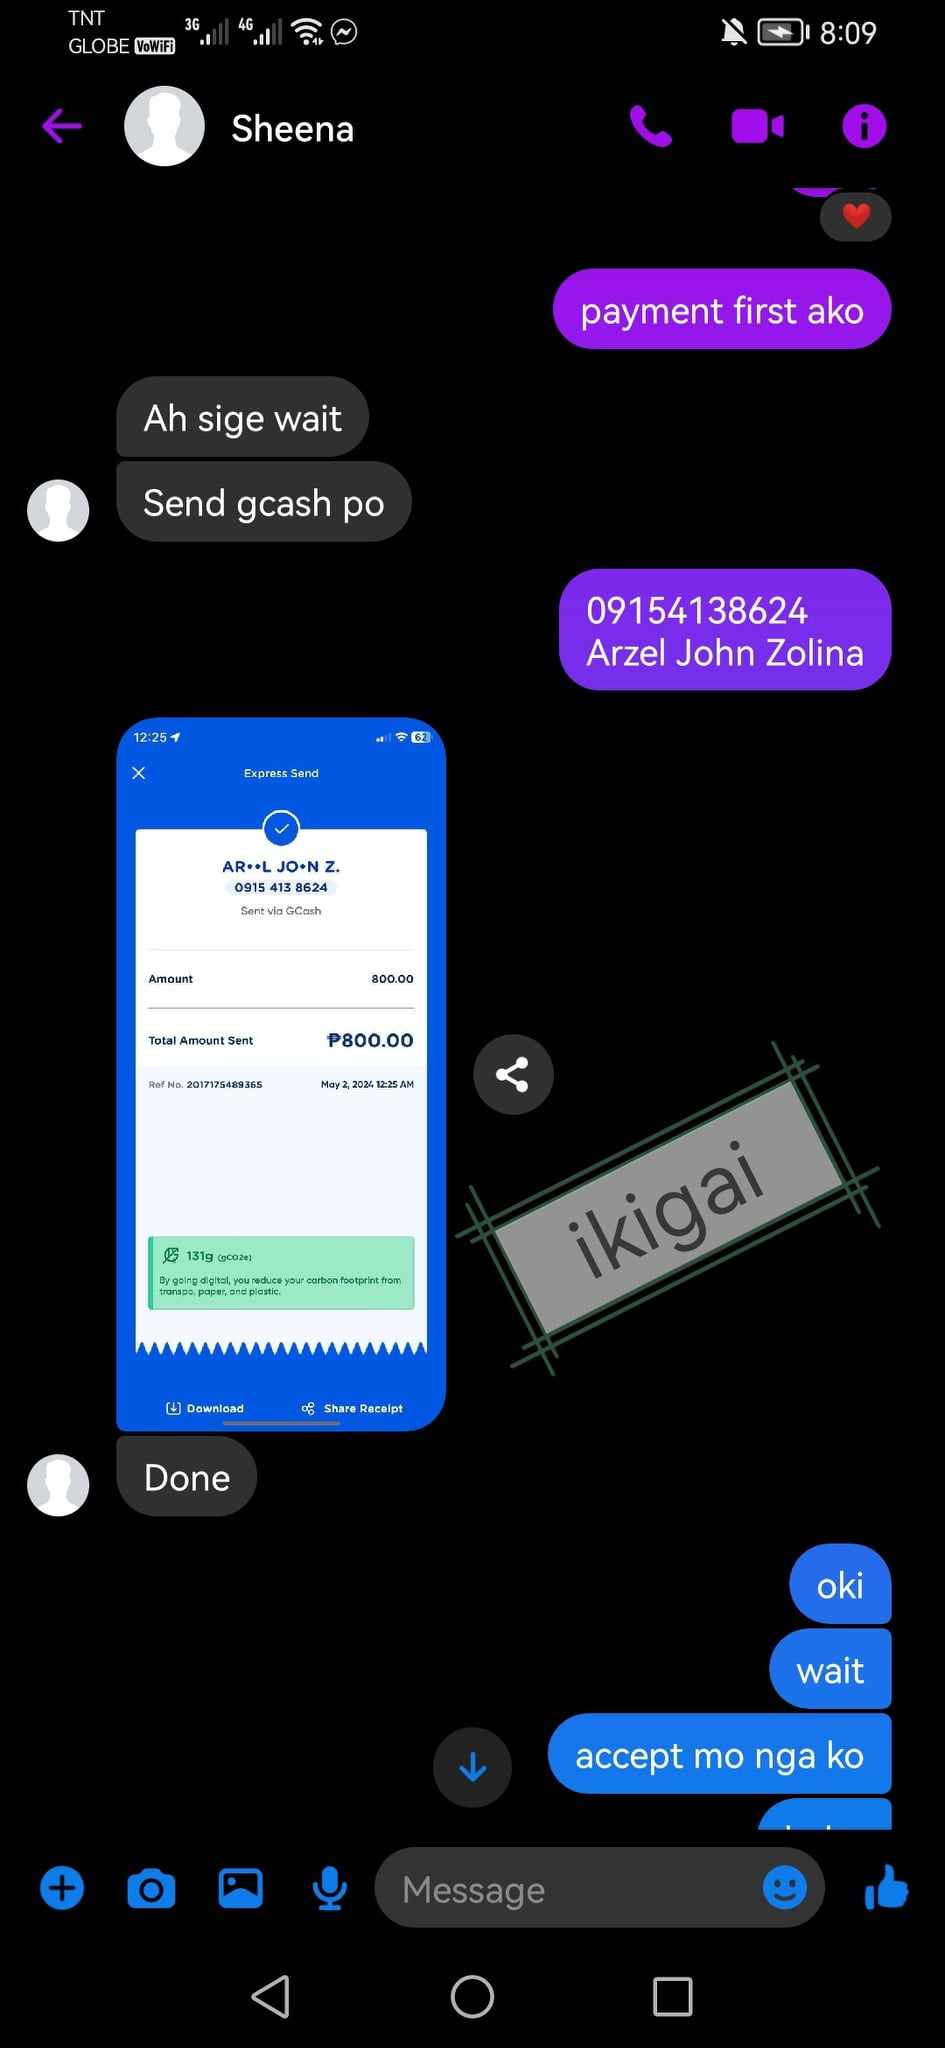 TNT
GLOBE VoWiFi 3G 4G 8:09
Sheena
payment first ako
Ah sige wait
Send gcash po
09154138624
Arzel John Zolina
12:25 62
Express Send
AR••L JO•N Z.
0915 413 8624
Sent via GCash
Amount 800.00
Total Amount Sent ₱800.00
Ref No. 2017175489365 May 2, 2024 12:25 AM
ikigai
131g (gCO2e)
By going digital, you reduce your carbon footprint from
transpo, paper, and plastic.
Download Share Receipt
Done
oki
wait
accept mo nga ko
Message